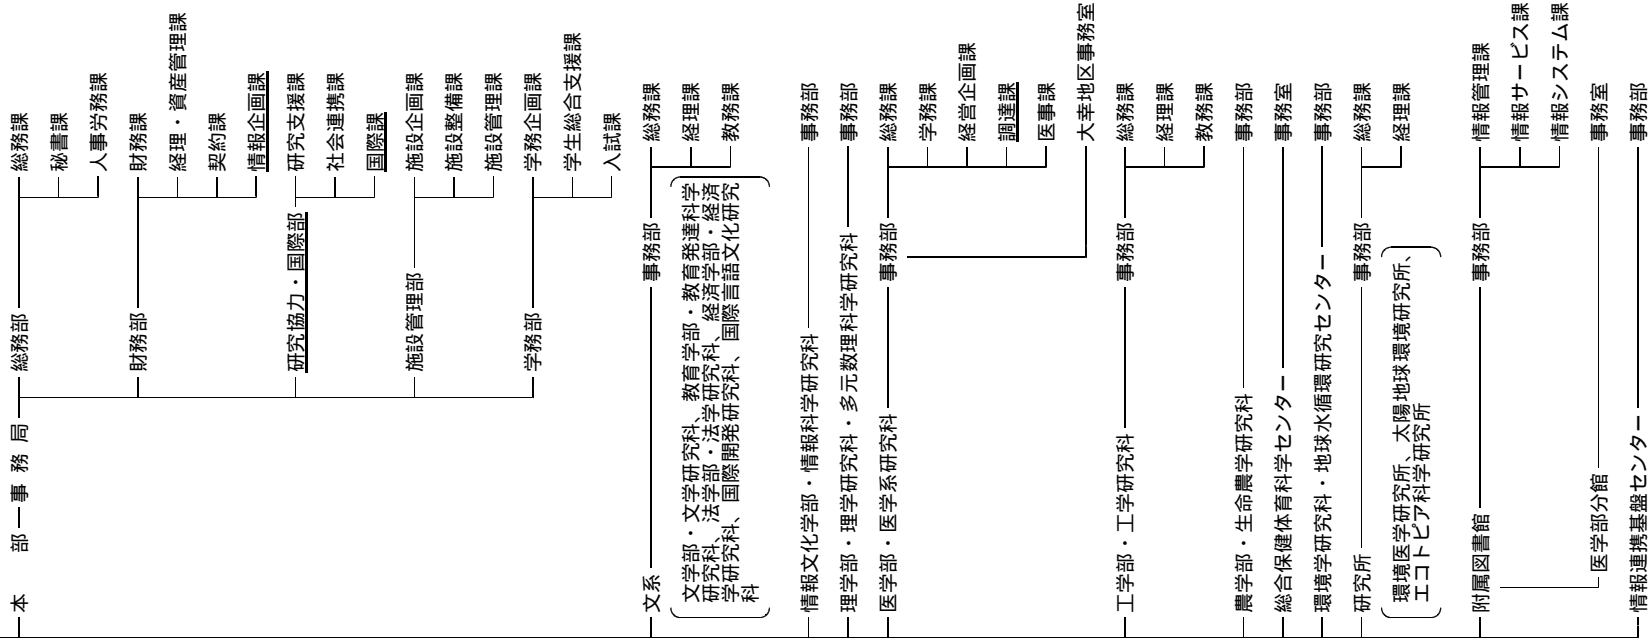 本部
事務局
総務部
総務課
秘書課
人事労務課
財務部
財務課
経理・資産管理課
契約課
情報企画課
研究協力・国際部
研究支援課
社会連携課
国際課
施設管理部
施設企画課
施設整備課
施設管理課
学務部
学務企画課
学生総合支援課
入試課
文系
事務部
総務課
経理課
教務課
文学部・文学研究科、教育学部・教育発達科学
研究科、法学部・法学研究科、経済学部・経済
学研究科、国際開発研究科、国際言語文化研究
科
情報文化学部・情報科学研究科
事務部
理学部・理学研究科・多元数理科学研究科
事務部
医学部・医学系研究科
事務部
総務課
学務課
経営企画課
調達課
医事課
大幸地区事務室
工学部・工学研究科
事務部
総務課
経理課
教務課
農学部・生命農学研究科
事務部
総合保健体育科学センター
事務室
環境学研究科・地球水循環研究センター
事務部
研究所
事務部
総務課
経理課
環境医学研究所、太陽地球環境研究所、
エコトピア科学研究所
附属図書館
事務部
情報管理課
情報サービス課
情報システム課
医学部分館
事務室
情報連携基盤センター
事務部